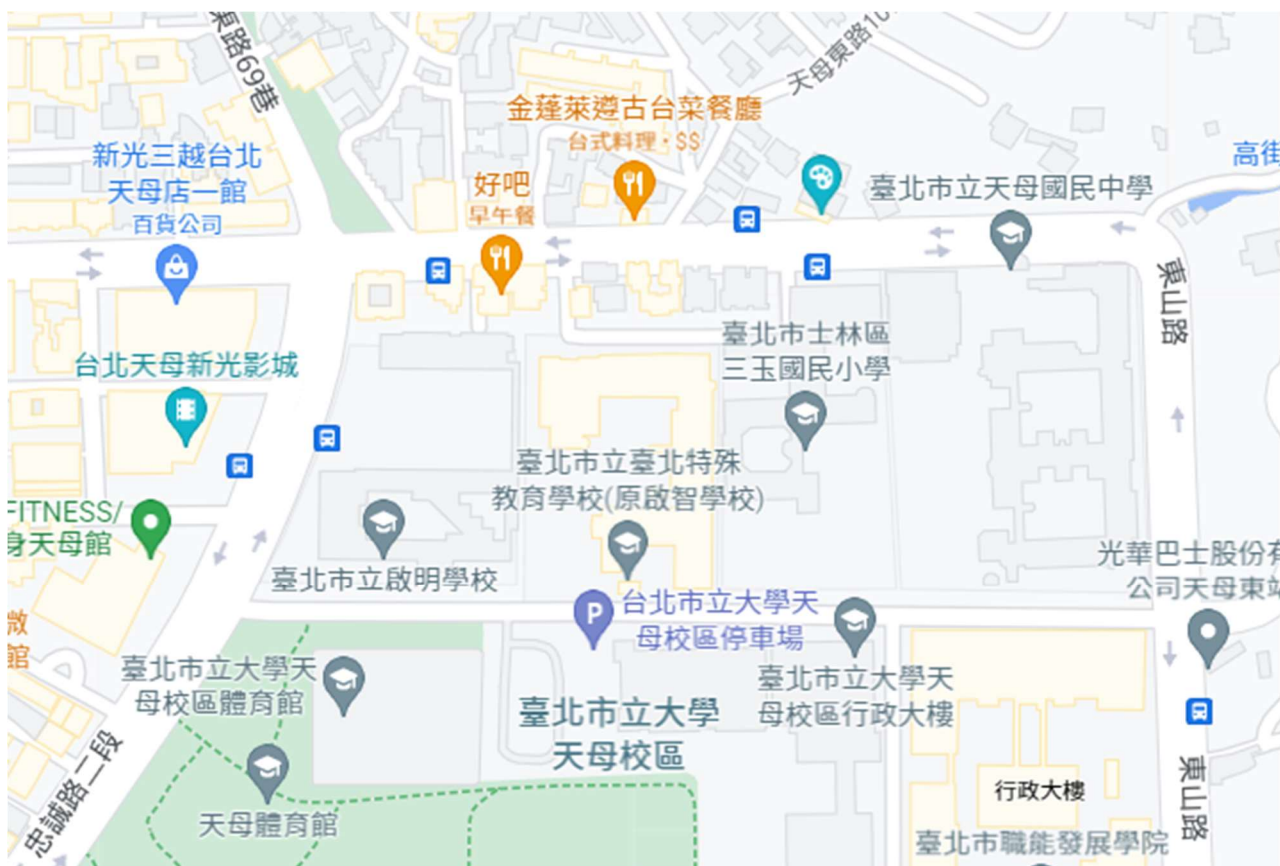 東路69巷
天母東路10
金蓬萊遵古台菜餐廳
台式料理・$$
新光三越台北
天母店一館
百貨公司
好吧
早午餐
臺北市立天母國民中學
高街
東山路
臺北市士林區
三玉國民小學
台北天母新光影城
臺北市立臺北特殊
教育學校(原啟智學校)
FITNESS/
身天母館
臺北市立啟明學校
光華巴士股份有
公司天母東站
微
館
P
台北市立大學天
母校區停車場
臺北市立大學天
母校區體育館
臺北市立大學天
母校區行政大樓
臺北市立大學
天母校區
忠誠路二段
天母體育館
行政大樓
東山路
臺北市職能發展學院